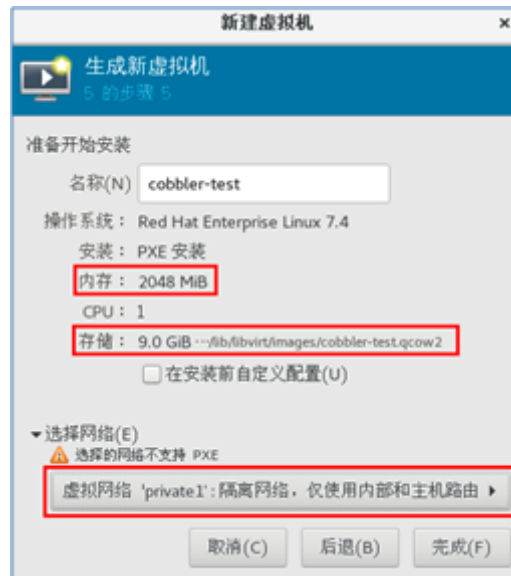 新建虚拟机 ×
生成新虚拟机
5 的步骤 5
准备开始安装
名称(N) cobbler-test
操作系统： Red Hat Enterprise Linux 7.4
安装： PXE 安装
内存： 2048 MiB
CPU： 1
存储： 9.0 GiB ···/lib/libvirt/images/cobbler-test.qcow2
在安装前自定义配置(U)
选择网络(E)
选择的网络不支持 PXE
虚拟网络 'private1'：隔离网络，仅使用内部和主机路由
取消(C) 后退(B) 完成(F)